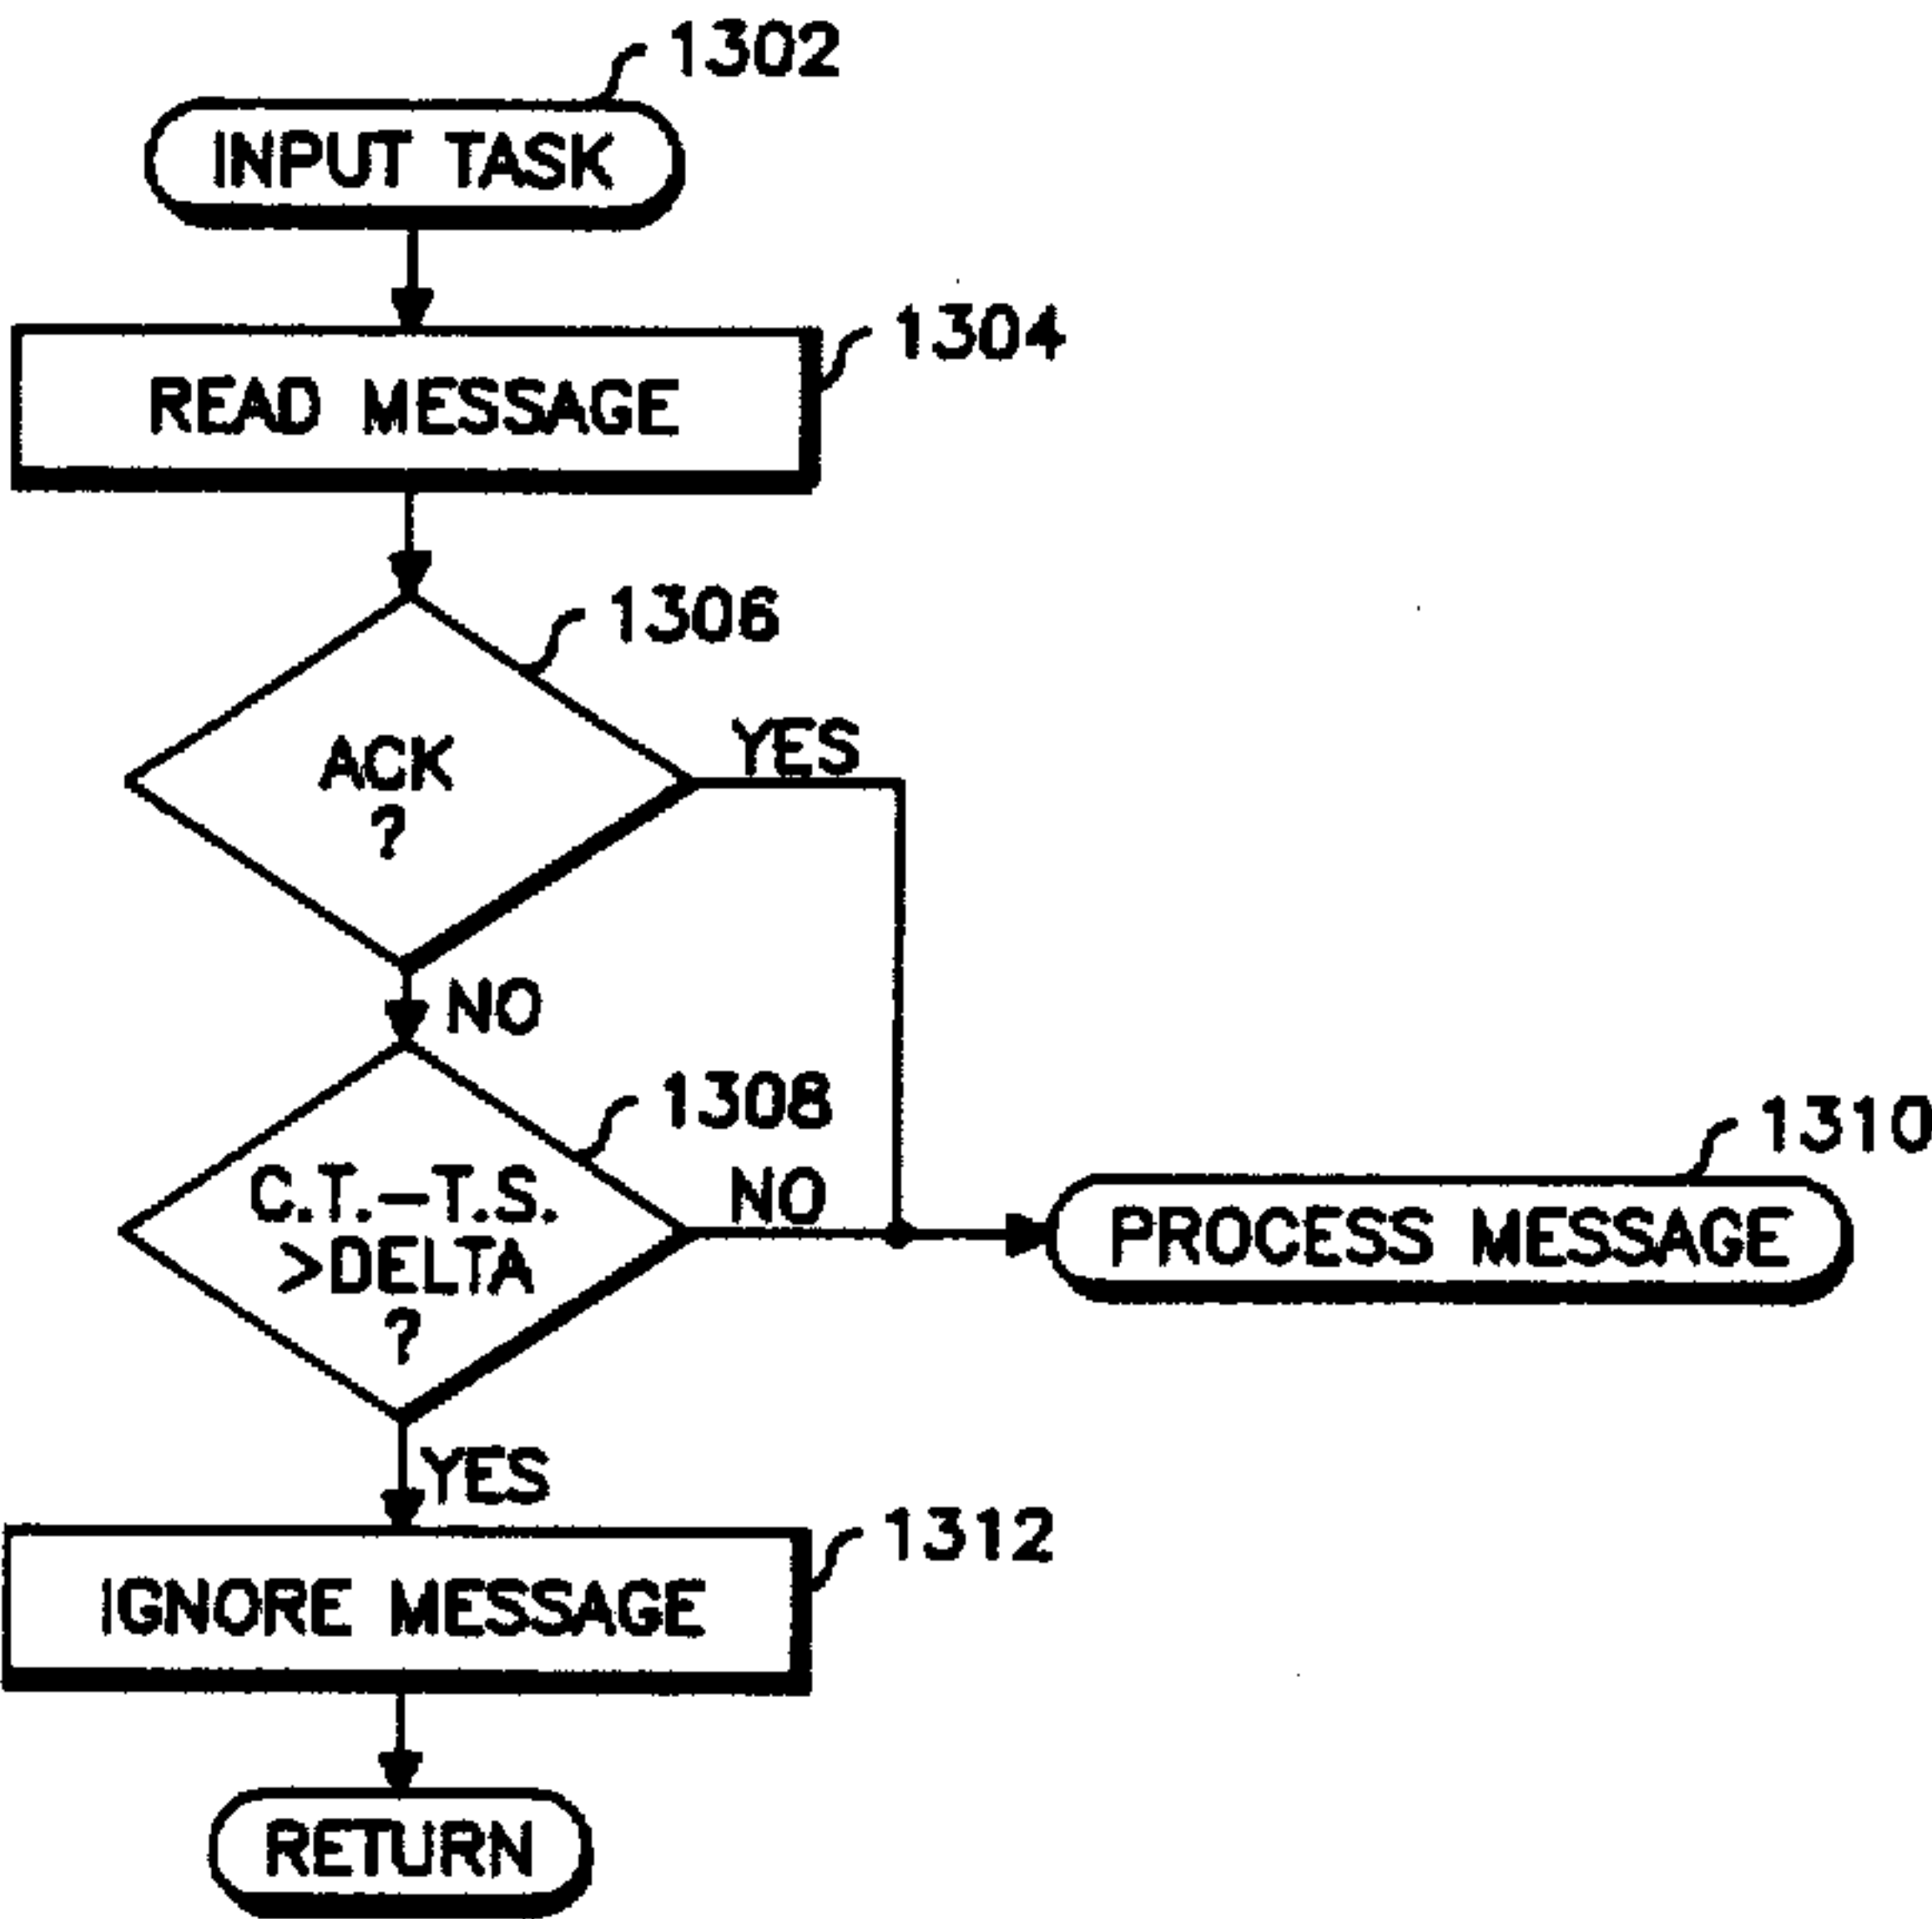 1302
INPUT TASK
1304
READ MESSAGE
1306
ACK
?
YES
NO
1308
C.T.-T.S.
>DELTA
?
NO
1310
PROCESS MESSAGE
YES
1312
IGNORE MESSAGE
RETURN